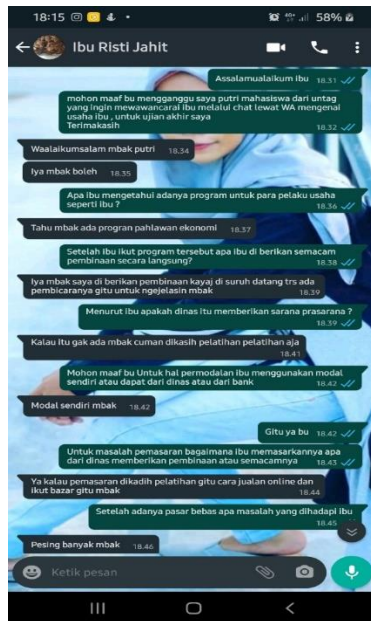 18:15
58%
Ibu Risti Jahit
Assalamualaikum ibu 18.31
mohon maaf bu mengganggu saya putri mahasiswa dari untag
yang ingin mewawancarai ibu melalui chat lewat WA mengenai
usaha ibu , untuk ujian akhir saya
Terimakasih 18.32
Waalaikumsalam mbak putri 18.34
Iya mbak boleh 18.35
Apa ibu mengetahui adanya program untuk para pelaku usaha
seperti ibu ? 18.36
Tahu mbak ada progran pahlawan ekonomi 18.37
Setelah Ibu ikut program tersebut apa ibu di berikan semacam
pembinaan secara langsung? 18.38
Iya mbak saya di berikan pembinaan kayaj di suruh datang trs ada
pembicaranya gitu untuk ngejelasin mbak 18.39
Menurut ibu apakah dinas itu memberikan sarana prasarana ?
18.39
Kalau itu gak ada mbak cuman dikasih pelatihan pelatihan aja
18.41
Mohon maaf bu Untuk hal permodalan ibu menggunakan modal
sendiri atau dapat dari dinas atau dari bank 18.42
Modal sendiri mbak 18.42
Gitu ya bu 18.42
Untuk masalah pemasaran bagaimana ibu memasarkannya apa
dari dinas memberikan pembinaan atau semacamnya 18.43
Ya kalau pemasaran dikadih pelatihan gitu cara jualan online dan
ikut bazar gitu mbak 18.44
Setelah adanya pasar bebas apa masalah yang dihadapi ibu
18.45
Pesing banyak mbak 18.46
Ketik pesan